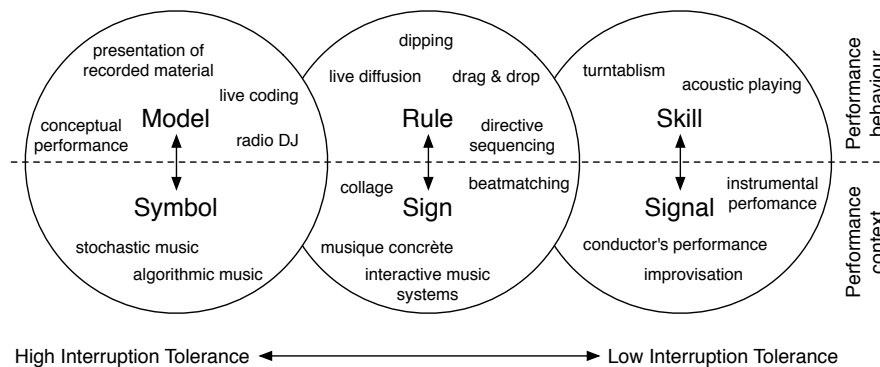 presentation of
recorded material
live coding
conceptual
performance
Model
radio DJ
Symbol
stochastic music
algorithmic music
dipping
live diffusion
drag & drop
Rule
directive
sequencing
collage
beatmatching
Sign
musique concrète
interactive music
systems
turntablism
acoustic playing
Skill
Signal
instrumental
perfomance
conductor's performance
improvisation
Performance
behaviour
Performance
context
High Interruption Tolerance
Low Interruption Tolerance